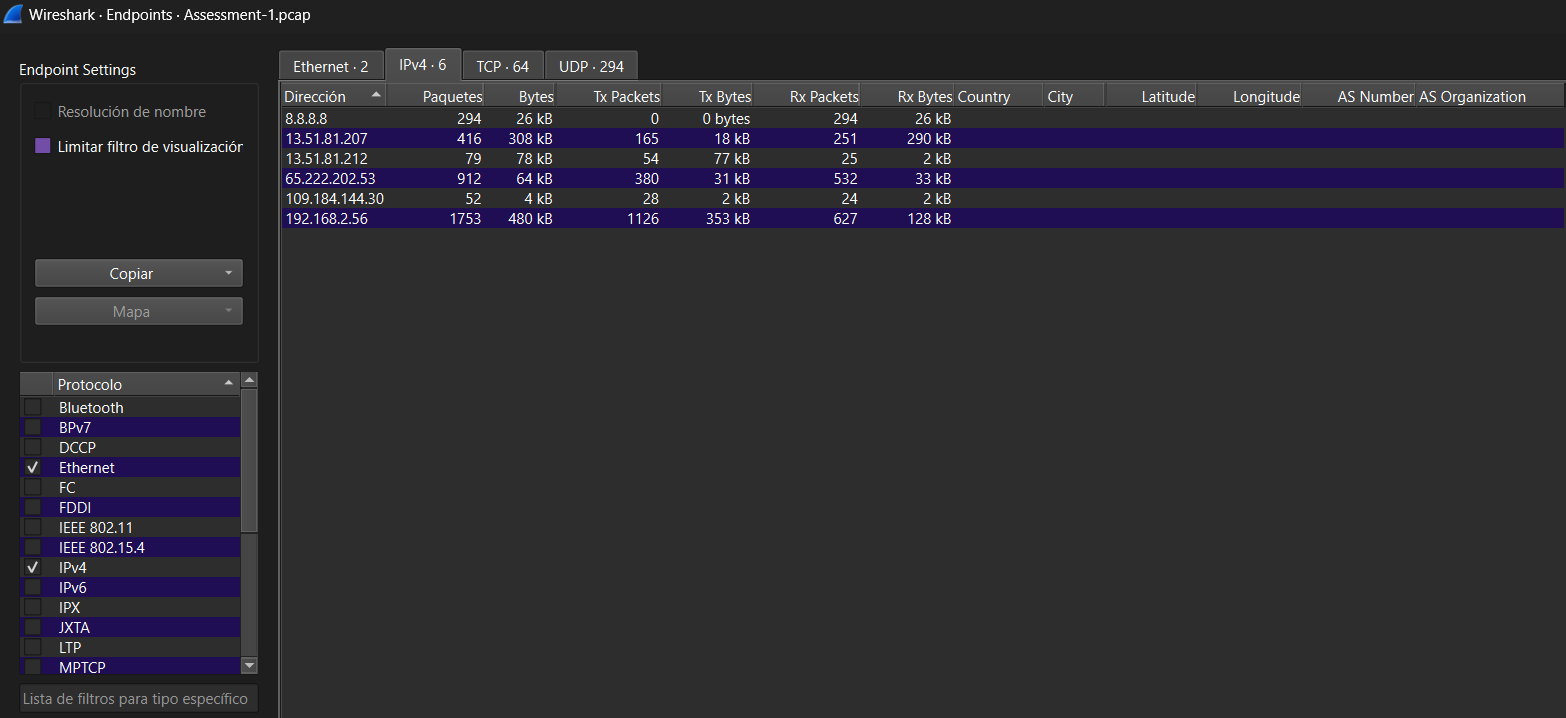 Wireshark · Endpoints · Assessment-1.pcap
Endpoint Settings
Resolución de nombre
Limitar filtro de visualización
Copiar
Mapa
Protocolo
Bluetooth
BPv7
DCCP
Ethernet
FC
FDDI
IEEE 802.11
IEEE 802.15.4
IPv4
IPv6
IPX
JXTA
LTP
MPTCP
Lista de filtros para tipo específico
Ethernet · 2 IPv4 · 6 TCP · 64 UDP · 294
Dirección Paquetes Bytes Tx Packets Tx Bytes Rx Packets Rx Bytes Country City Latitude Longitude AS Number AS Organization
8.8.8.8 294 26 kB 0 0 bytes 294 26 kB
13.51.81.207 416 308 kB 165 18 kB 251 290 kB
13.51.81.212 79 78 kB 54 77 kB 25 2 kB
65.222.202.53 912 64 kB 380 31 kB 532 33 kB
109.184.144.30 52 4 kB 28 2 kB 24 2 kB
192.168.2.56 1753 480 kB 1126 353 kB 627 128 kB